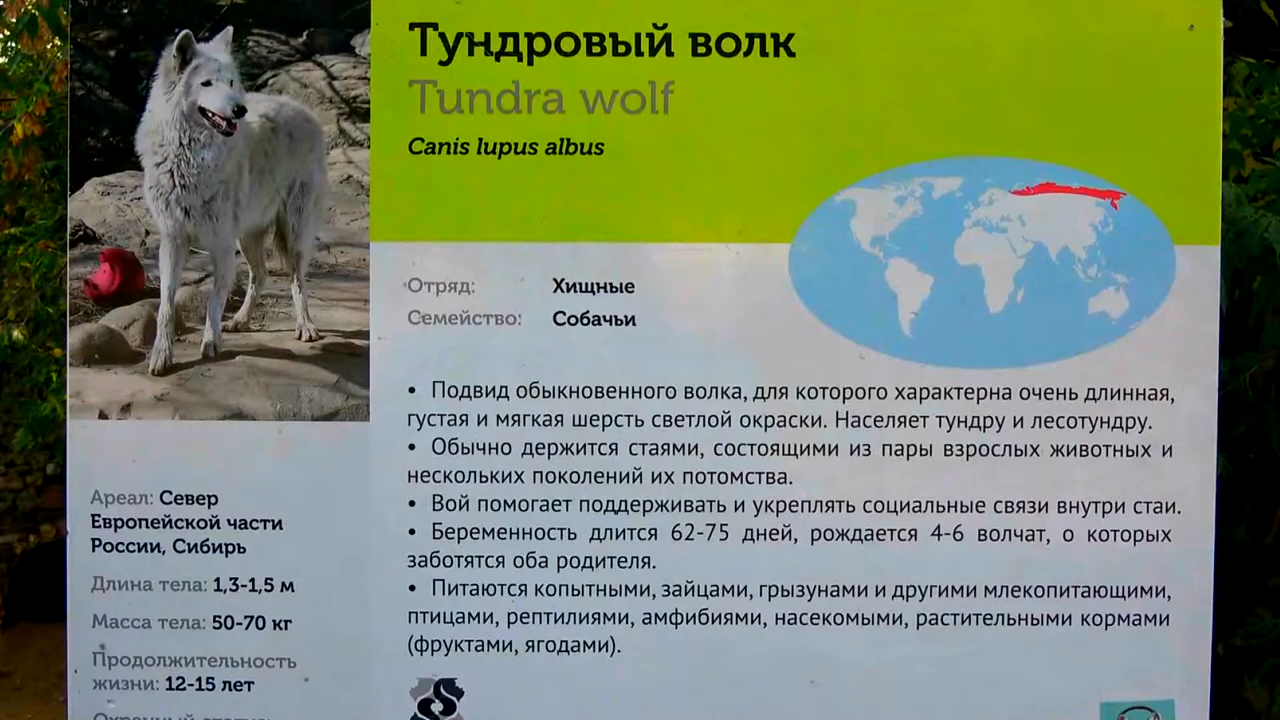 Тундровый волк
Tundra wolf
Canis lupus albus
Отряд: Хищные
Семейство: Собачьи
• Подвид обыкновенного волка, для которого характерна очень длинная,
густая и мягкая шерсть светлой окраски. Населяет тундру и лесотундру.
• Обычно держится стаями, состоящими из пары взрослых животных и
нескольких поколений их потомства.
• Вой помогает поддерживать и укреплять социальные связи внутри стаи.
• Беременность длится 62-75 дней, рождается 4-6 волчат, о которых
заботятся оба родителя.
• Питаются копытными, зайцами, грызунами и другими млекопитающими,
птицами, рептилиями, амфибиями, насекомыми, растительными кормами
(фруктами, ягодами).
Ареал: Север
Европейской части
России, Сибирь
Длина тела: 1,3-1,5 м
Масса тела: 50-70 кг
Продолжительность
жизни: 12-15 лет